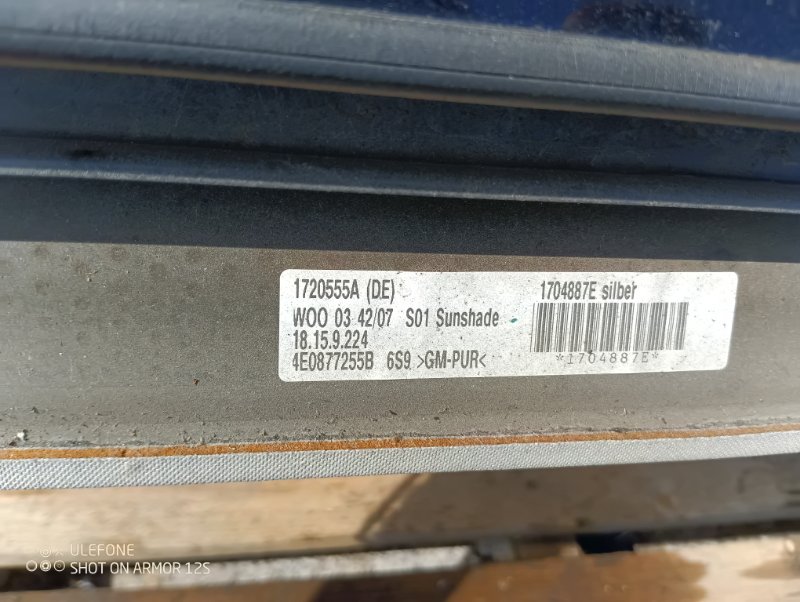 1720555A (DE)
1704887E silber
WOO 03 42/07 S01 Sunshade
18.15.9.224
4E0877255B 6S9 >GM-PUR<
*1704887E*
ULEFONE
SHOT ON ARMOR 12S